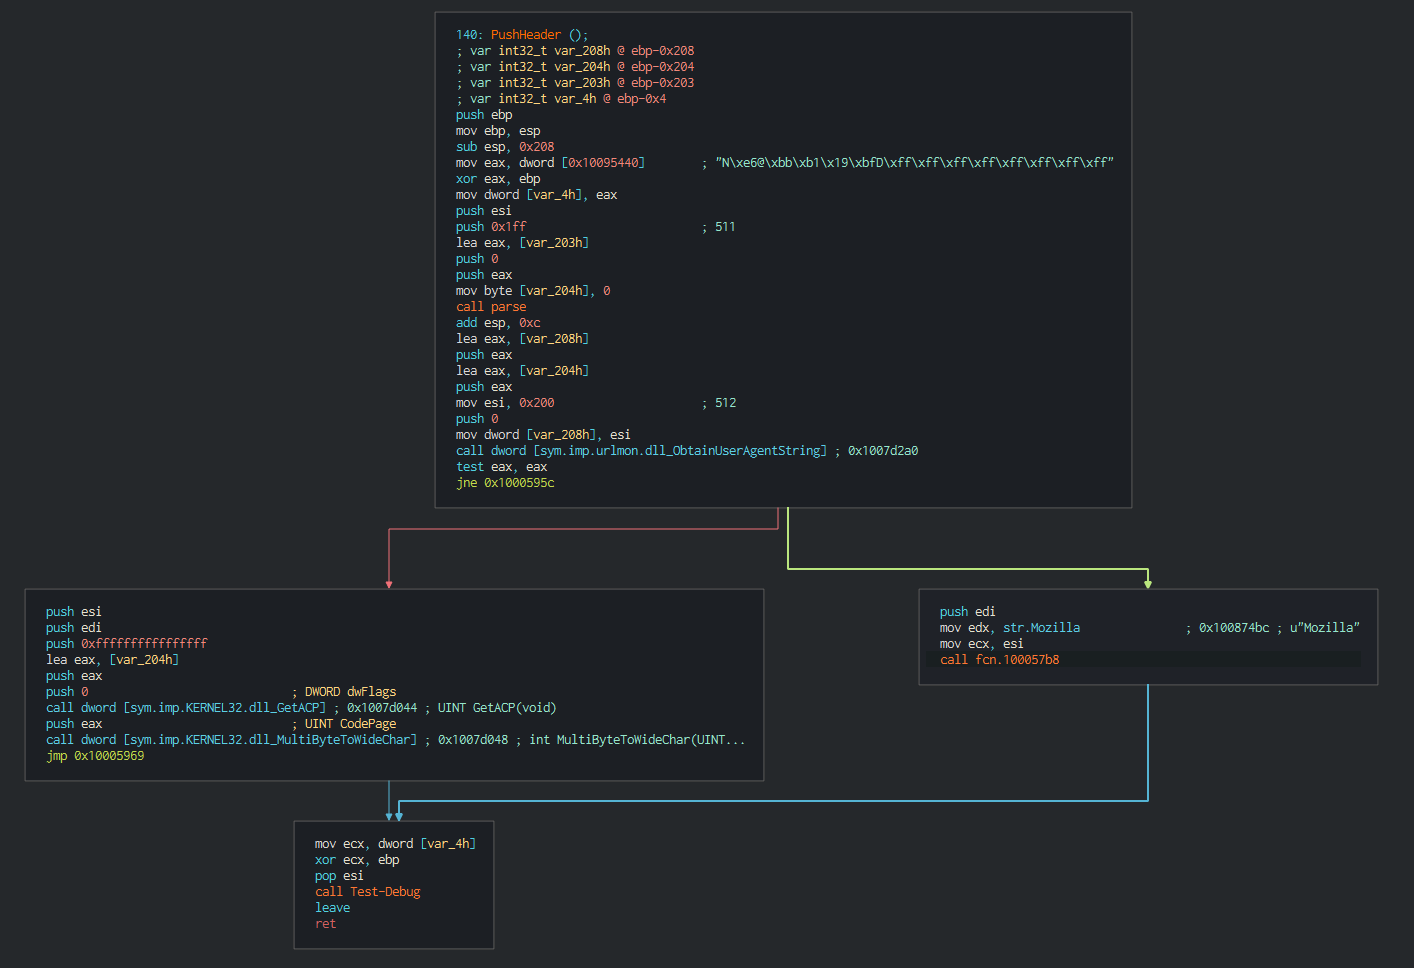 140: PushHeader ();
; var int32_t var_208h @ ebp-0x208
; var int32_t var_204h @ ebp-0x204
; var int32_t var_203h @ ebp-0x203
; var int32_t var_4h @ ebp-0x4
push ebp
mov ebp, esp
sub esp, 0x208
mov eax, dword [0x10095440] ; "N\xe6@\xbb\xb1\x19\xbfD\xff\xff\xff\xff\xff\xff\xff\xff"
xor eax, ebp
mov dword [var_4h], eax
push esi
push 0x1ff ; 511
lea eax, [var_203h]
push 0
push eax
mov byte [var_204h], 0
call parse
add esp, 0xc
lea eax, [var_208h]
push eax
lea eax, [var_204h]
push eax
mov esi, 0x200 ; 512
push 0
mov dword [var_208h], esi
call dword [sym.imp.urlmon.dll_ObtainUserAgentString] ; 0x1007d2a0
test eax, eax
jne 0x1000595c
push esi
push edi
push 0xffffffffffffffff
lea eax, [var_204h]
push eax
push 0 ; DWORD dwFlags
call dword [sym.imp.KERNEL32.dll_GetACP] ; 0x1007d044 ; UINT GetACP(void)
push eax ; UINT CodePage
call dword [sym.imp.KERNEL32.dll_MultiByteToWideChar] ; 0x1007d048 ; int MultiByteToWideChar(UINT...
jmp 0x10005969
push edi
mov edx, str.Mozilla ; 0x100874bc ; u"Mozilla"
mov ecx, esi
call fcn.100057b8
mov ecx, dword [var_4h]
xor ecx, ebp
pop esi
call Test-Debug
leave
ret